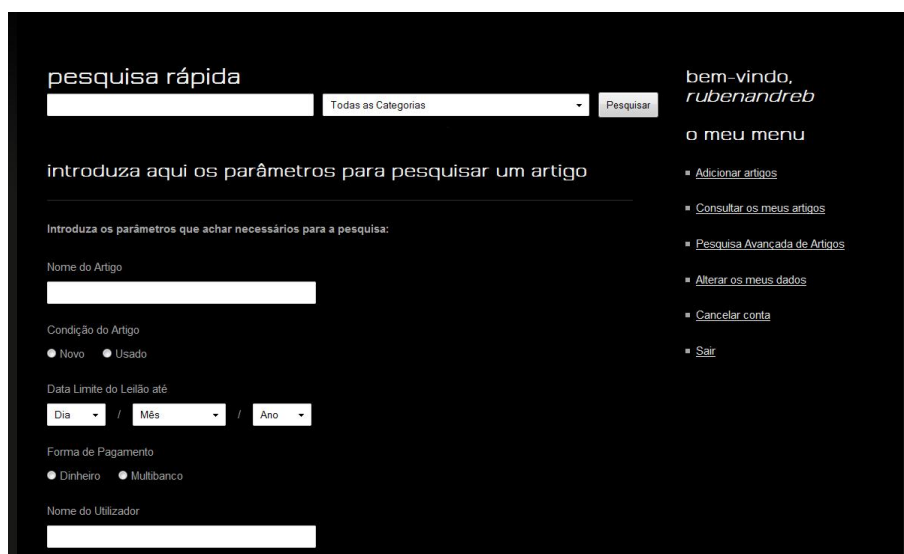 pesquisa rápida
Todas as Categorias
Pesquisar
introduza aqui os parâmetros para pesquisar um artigo
Introduza os parâmetros que achar necessários para a pesquisa:
Nome do Artigo
Condição do Artigo
Novo Usado
Data Limite do Leilão até
Dia / Mês / Ano
Forma de Pagamento
Dinheiro Multibanco
Nome do Utilizador
bem-vindo,
rubenandreb
o meu menu
Adicionar artigos
Consultar os meus artigos
Pesquisa Avançada de Artigos
Alterar os meus dados
Cancelar conta
Sair